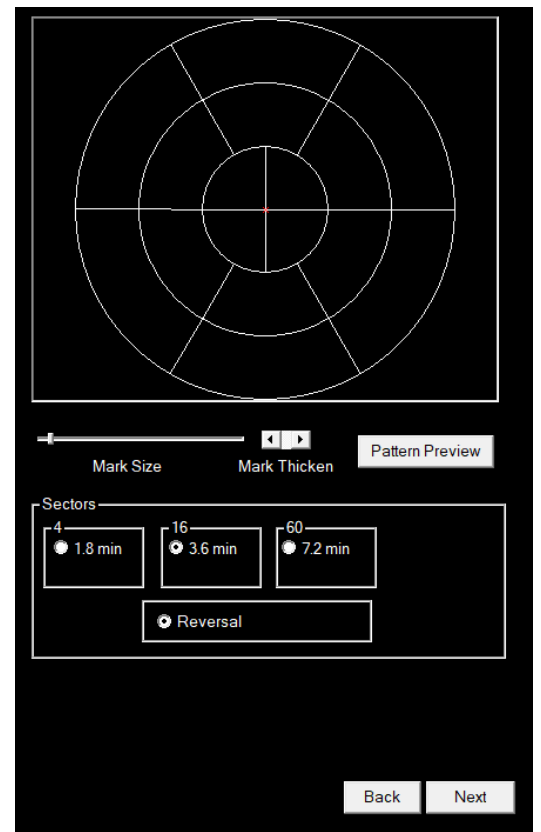 Mark Size
Mark Thicken
Pattern Preview
Sectors
4
1.8 min
16
3.6 min
60
7.2 min
Reversal
Back
Next